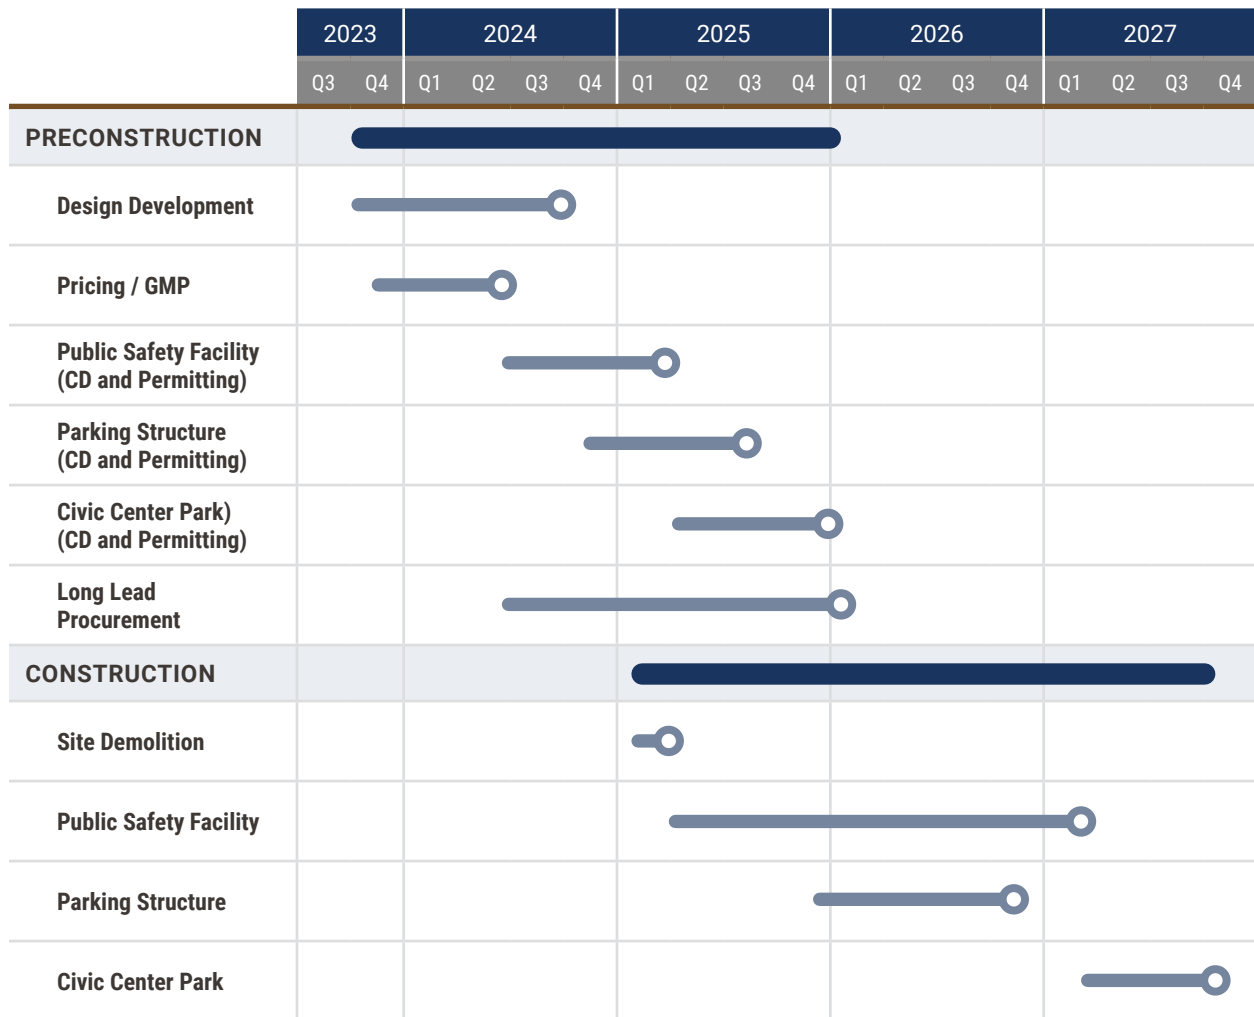 2023 2024 2025 2026 2027
Q3 Q4 Q1 Q2 Q3 Q4 Q1 Q2 Q3 Q4 Q1 Q2 Q3 Q4 Q1 Q2 Q3 Q4
PRECONSTRUCTION
Design Development
Pricing / GMP
Public Safety Facility
(CD and Permitting)
Parking Structure
(CD and Permitting)
Civic Center Park)
(CD and Permitting)
Long Lead
Procurement
CONSTRUCTION
Site Demolition
Public Safety Facility
Parking Structure
Civic Center Park